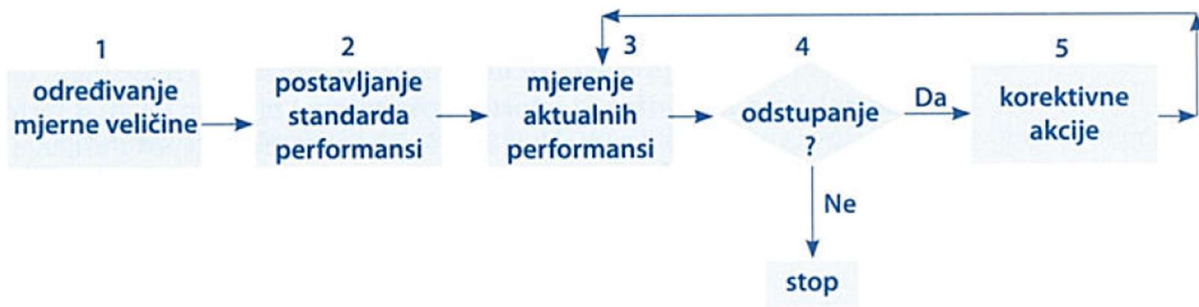 1
određivanje
mjerne veličine
2
postavljanje
standarda
performansi
3
mjerenje
aktualnih
performansi
4
odstupanje
?
Da
Ne
stop
5
korektivne
akcije